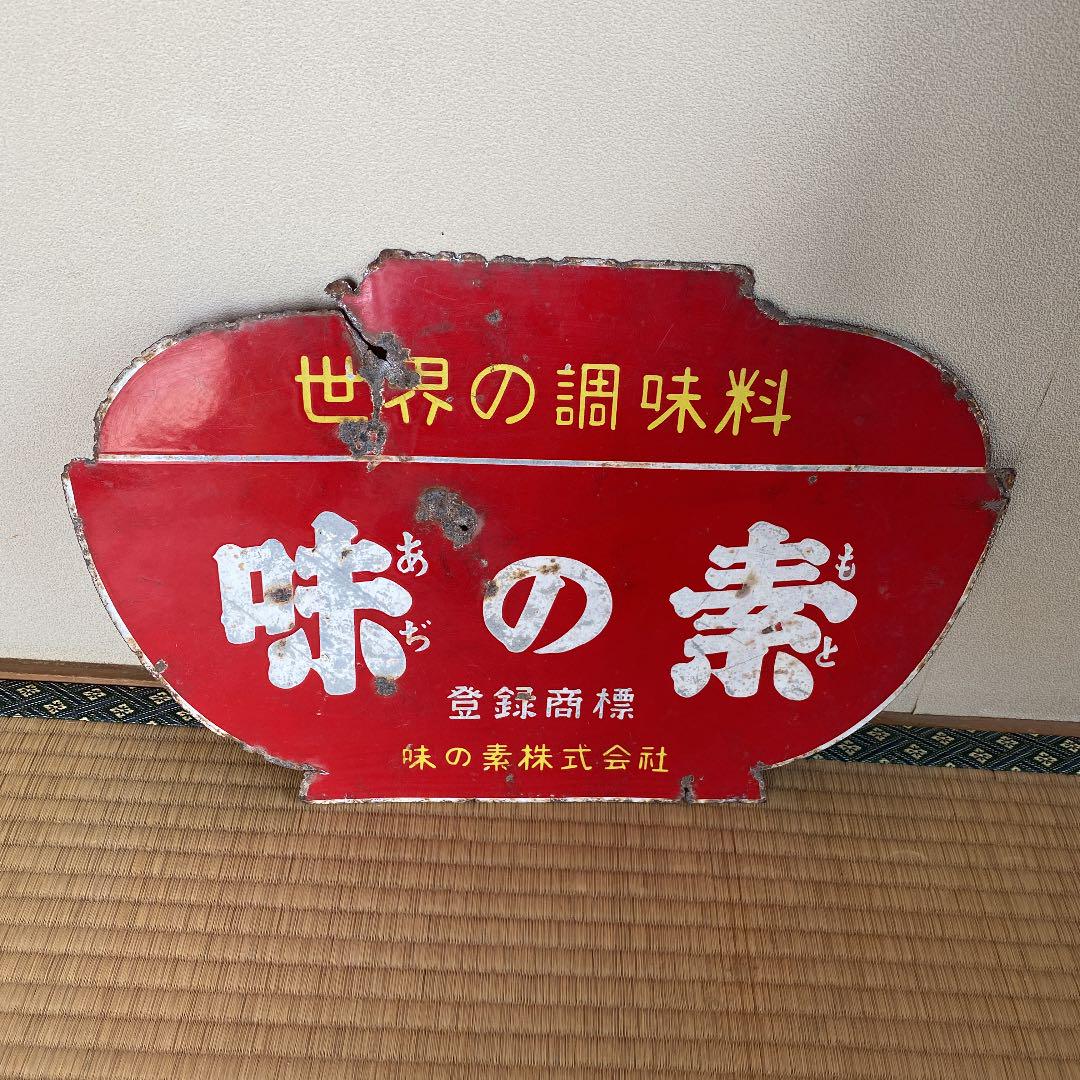 世界の調味料
味の素
あぢ
もと
登録商標
味の素株式会社